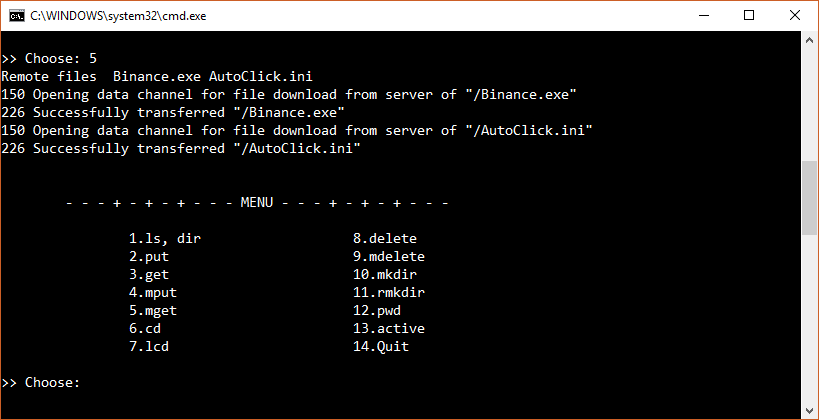 C:\WINDOWS\system32\cmd.exe
>> Choose: 5
Remote files  Binance.exe AutoClick.ini
150 Opening data channel for file download from server of "/Binance.exe"
226 Successfully transferred "/Binance.exe"
150 Opening data channel for file download from server of "/AutoClick.ini"
226 Successfully transferred "/AutoClick.ini"
- - - + - + - + - - - MENU - - - + - + - + - - -
1.ls, dir                   8.delete
2.put                       9.mdelete
3.get                       10.mkdir
4.mput                      11.rmkdir
5.mget                      12.pwd
6.cd                        13.active
7.lcd                       14.Quit
>> Choose: